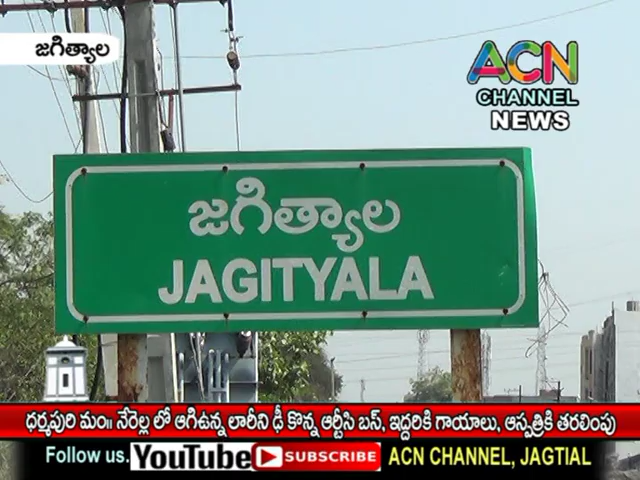 జగిత్యాల
ACN
CHANNEL
NEWS
జగిత్యాల
JAGITYALA
ధర్మపురి మం॥ నేరెల్ల లో ఆగిఉన్న లారీని ఢీ కొన్న ఆర్టీసి బస్, ఇద్దరికి గాయాలు, ఆస్పత్రికి తరలింపు
Follow us. YouTube SUBSCRIBE ACN CHANNEL, JAGTIAL